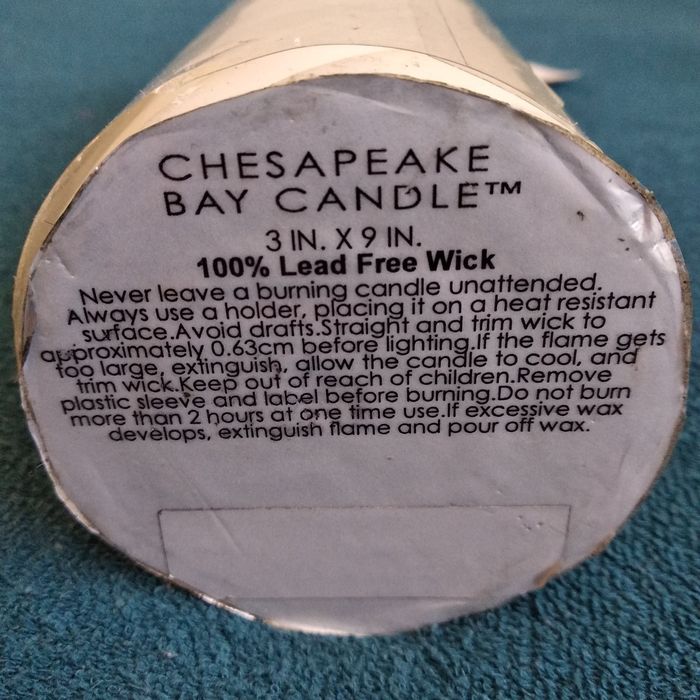 CHESAPEAKE
BAY CANDLE™
3 IN. X 9 IN.
100% Lead Free Wick
Never leave a burning candle unattended.
Always use a holder, placing it on a heat resistant
surface.Avoid drafts.Straight and trim wick to
approximately 0.63cm before lighting.If the flame gets
too large, extinguish, allow the candle to cool, and
trim wick.Keep out of reach of children.Remove
plastic sleeve and label before burning.Do not burn
more than 2 hours at one time use.If excessive wax
develops, extinguish flame and pour off wax.